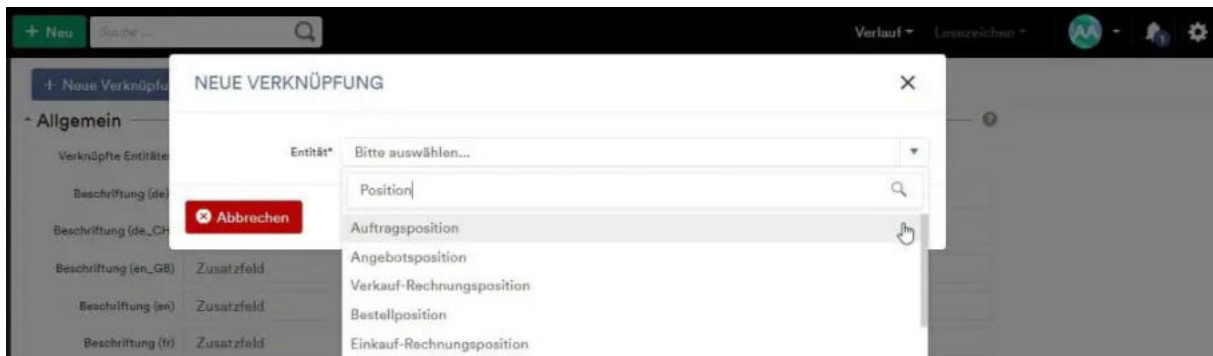 + Neu Suche ... Verlauf Lesezeichen AA 1
+ Neue Verknüpfu
NEUE VERKNÜPFUNG
Allgemein
Verknüpfte Entitäte
Entität* Bitte auswählen...
Beschriftung (de)
Position
Abbrechen
Beschriftung (de_CH
Auftragsposition
Angebotsposition
Beschriftung (en_GB) Zusatzfeld
Verkauf-Rechnungsposition
Beschriftung (en) Zusatzfeld
Bestellposition
Beschriftung (fr) Zusatzfeld
Einkauf-Rechnungsposition